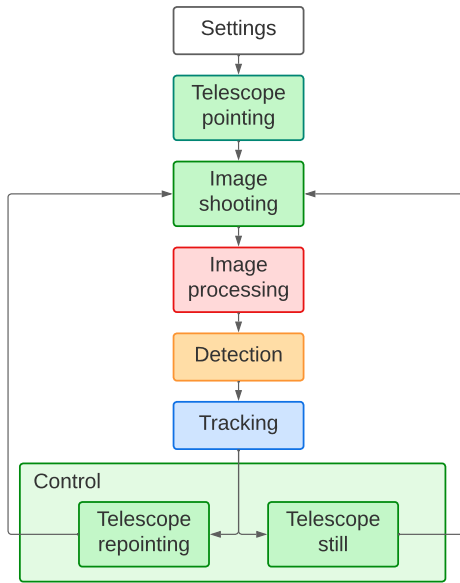 Settings
Telescope
pointing
Image
shooting
Image
processing
Detection
Tracking
Control
Telescope
repointing
Telescope
still